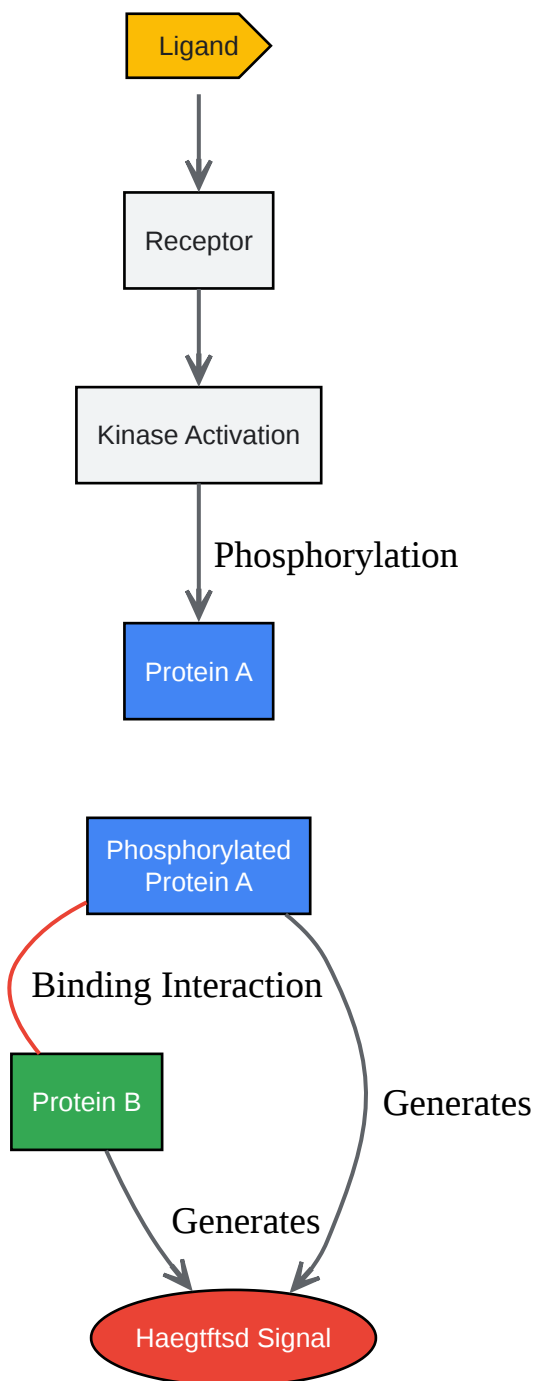 Ligand
Receptor
Kinase Activation
Phosphorylation
Protein A
Phosphorylated
Protein A
Binding Interaction
Protein B
Generates
Generates
Haegtftsd Signal